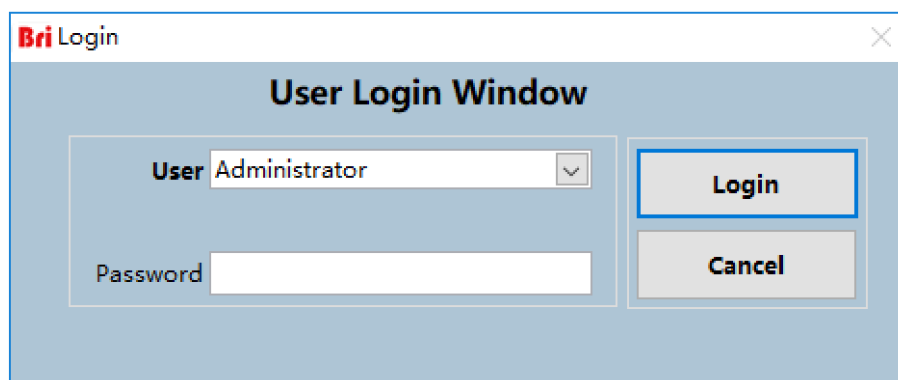 Bri Login
User Login Window
User Administrator
Login
Password
Cancel